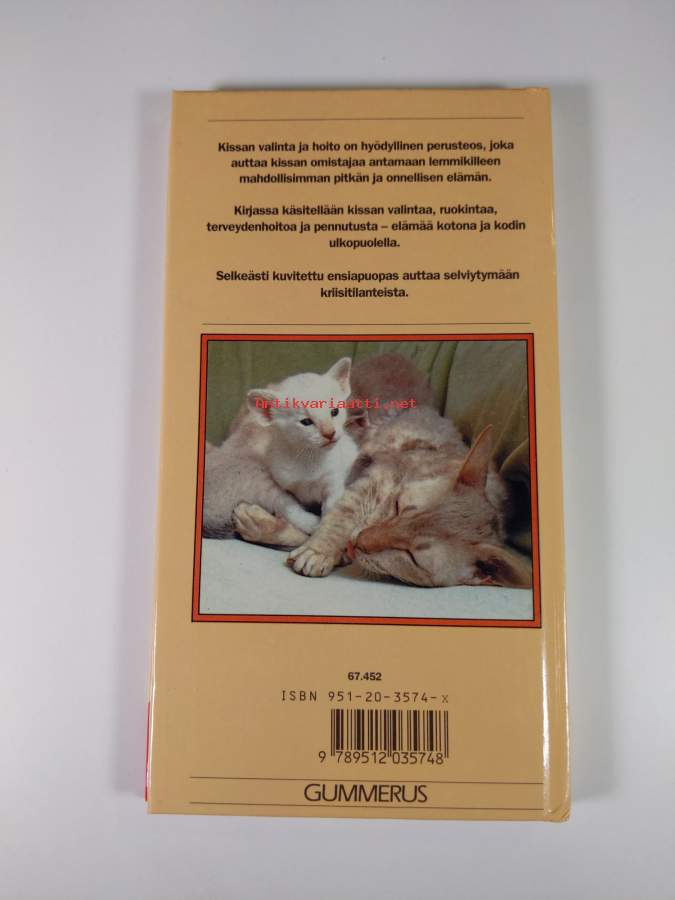 Kissan valinta ja hoito on hyödyllinen perusteos, joka
auttaa kissan omistajaa antamaan lemmikilleen
mahdollisimman pitkän ja onnellisen elämän.
Kirjassa käsitellään kissan valintaa, ruokintaa,
terveydenhoitoa ja pennutusta – elämää kotona ja kodin
ulkopuolella.
Selkeästi kuvitettu ensiapuopas auttaa selviytymään
kriisitilanteista.
Antikvariaatti.net
67.452
ISBN 951-20-3574-x
9 789512 035748
GUMMERUS